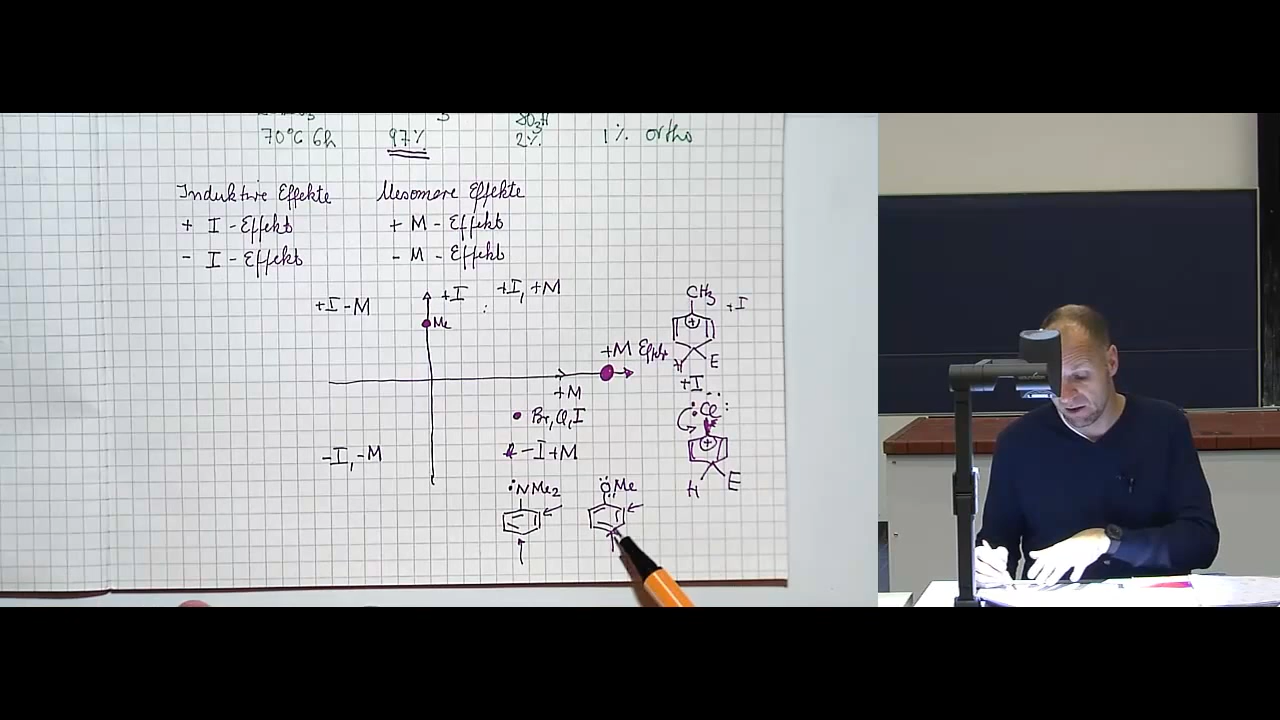 SO3H
70°C 6h 97% 2% 1% ortho
Induktive Effekte Mesomere Effekte
+ I - Effekt + M - Effekt
- I - Effekt - M - Effekt
+I -M +I +I, +M
CH3 +I
Me
+M Effekt H E
+M +I
Br, Cl, I Cl
-I, -M -I +M
H E
NMe2 OMe